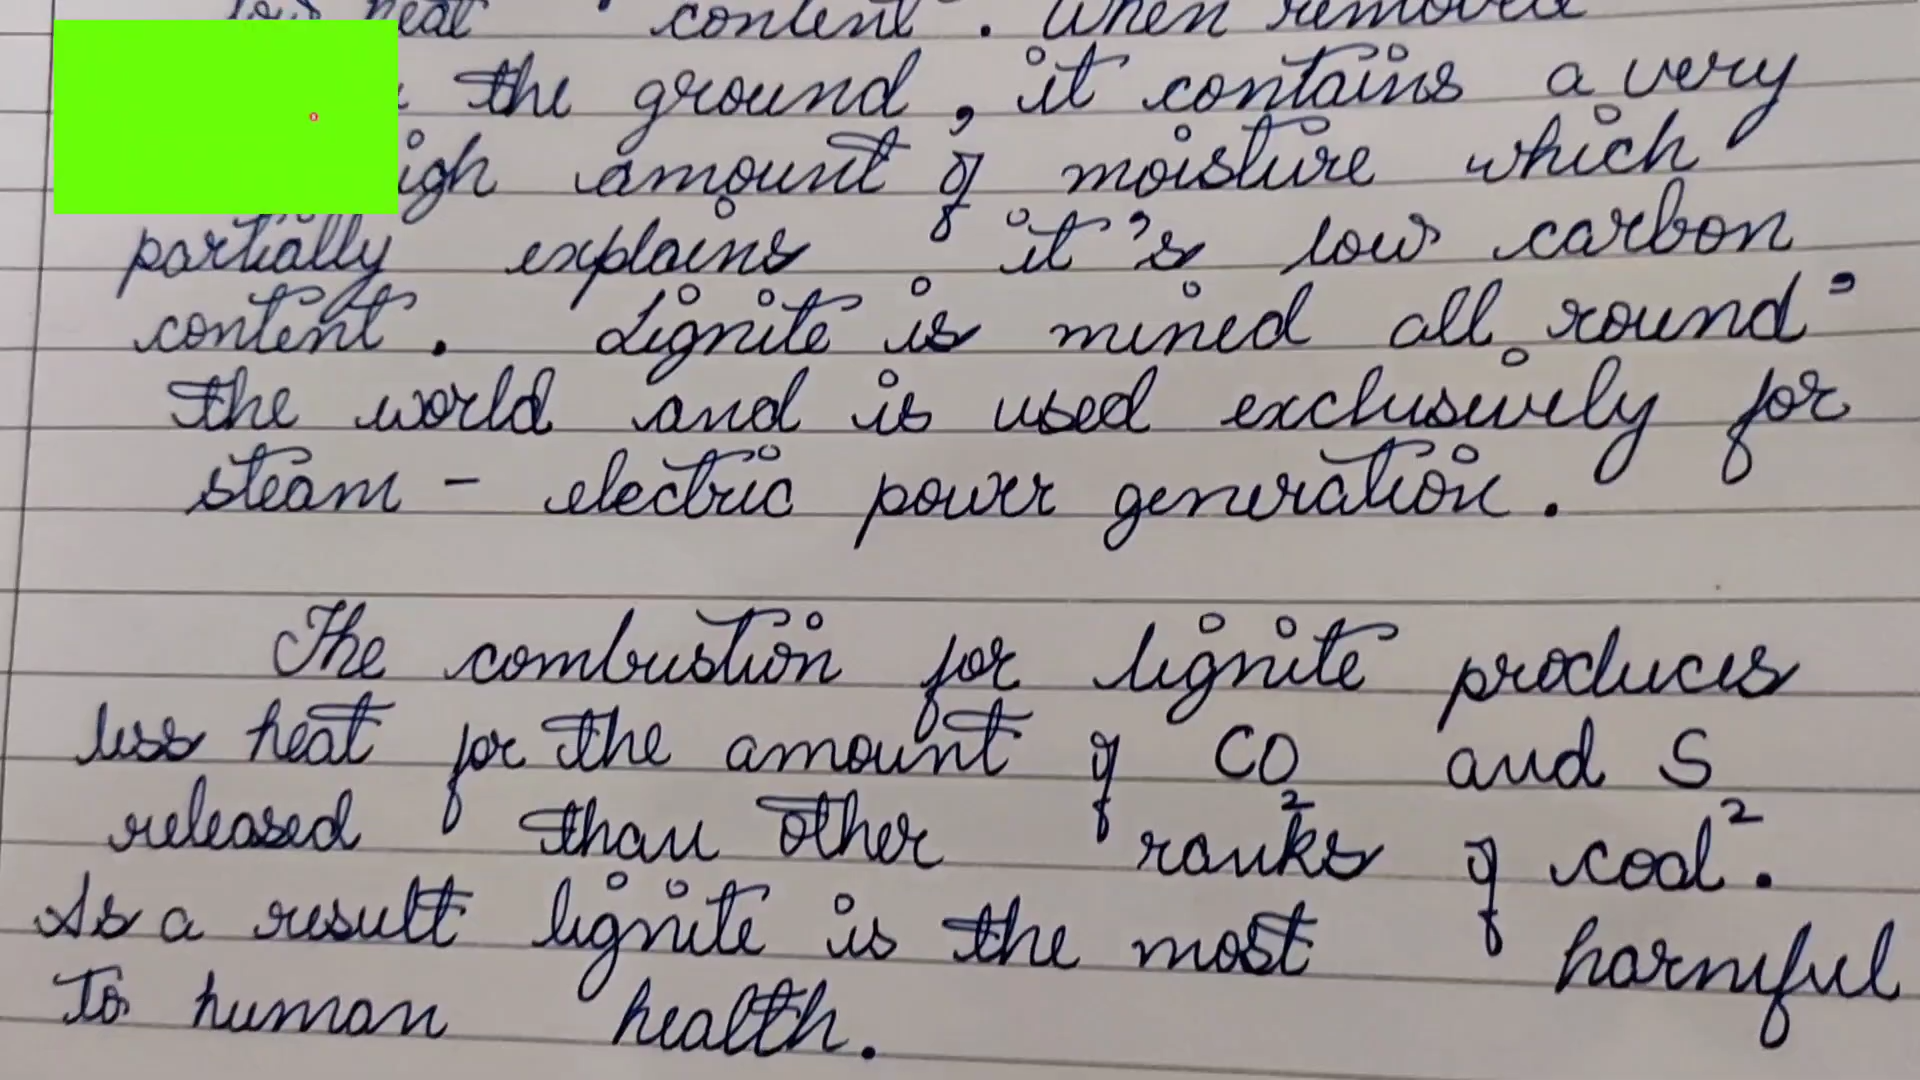 low heat content. When removed
the ground, it contains a very
igh amount of moisture which
partially explains it's low carbon
content. Lignite is mined all round
the world and is used exclusively for
steam - electric power generation.
The combustion for lignite produces
less heat for the amount of CO2 and S
released than other ranks of coal2.
As a result lignite is the most harmful
to human health.